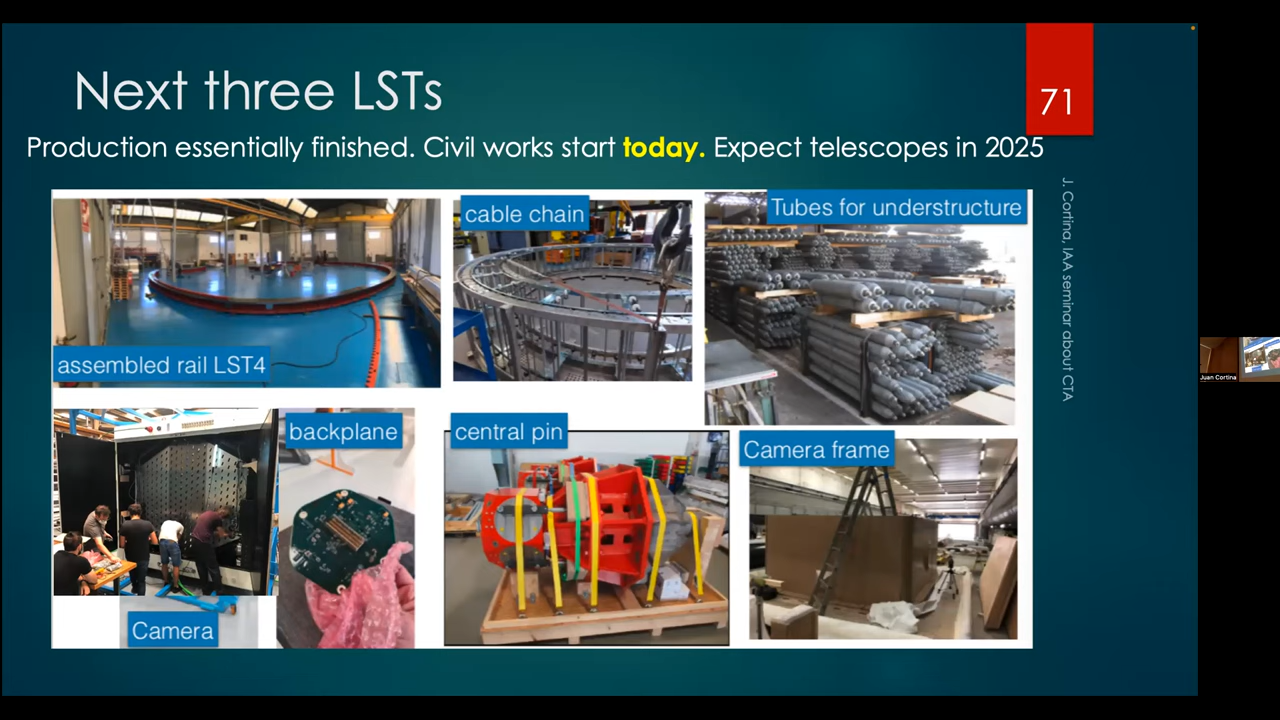 Next three LSTs
71
Production essentially finished. Civil works start today. Expect telescopes in 2025
cable chain
Tubes for understructure
assembled rail LST4
backplane
central pin
Camera frame
Camera
J. Cortina, IAA seminar about CTA
Juan Cortina